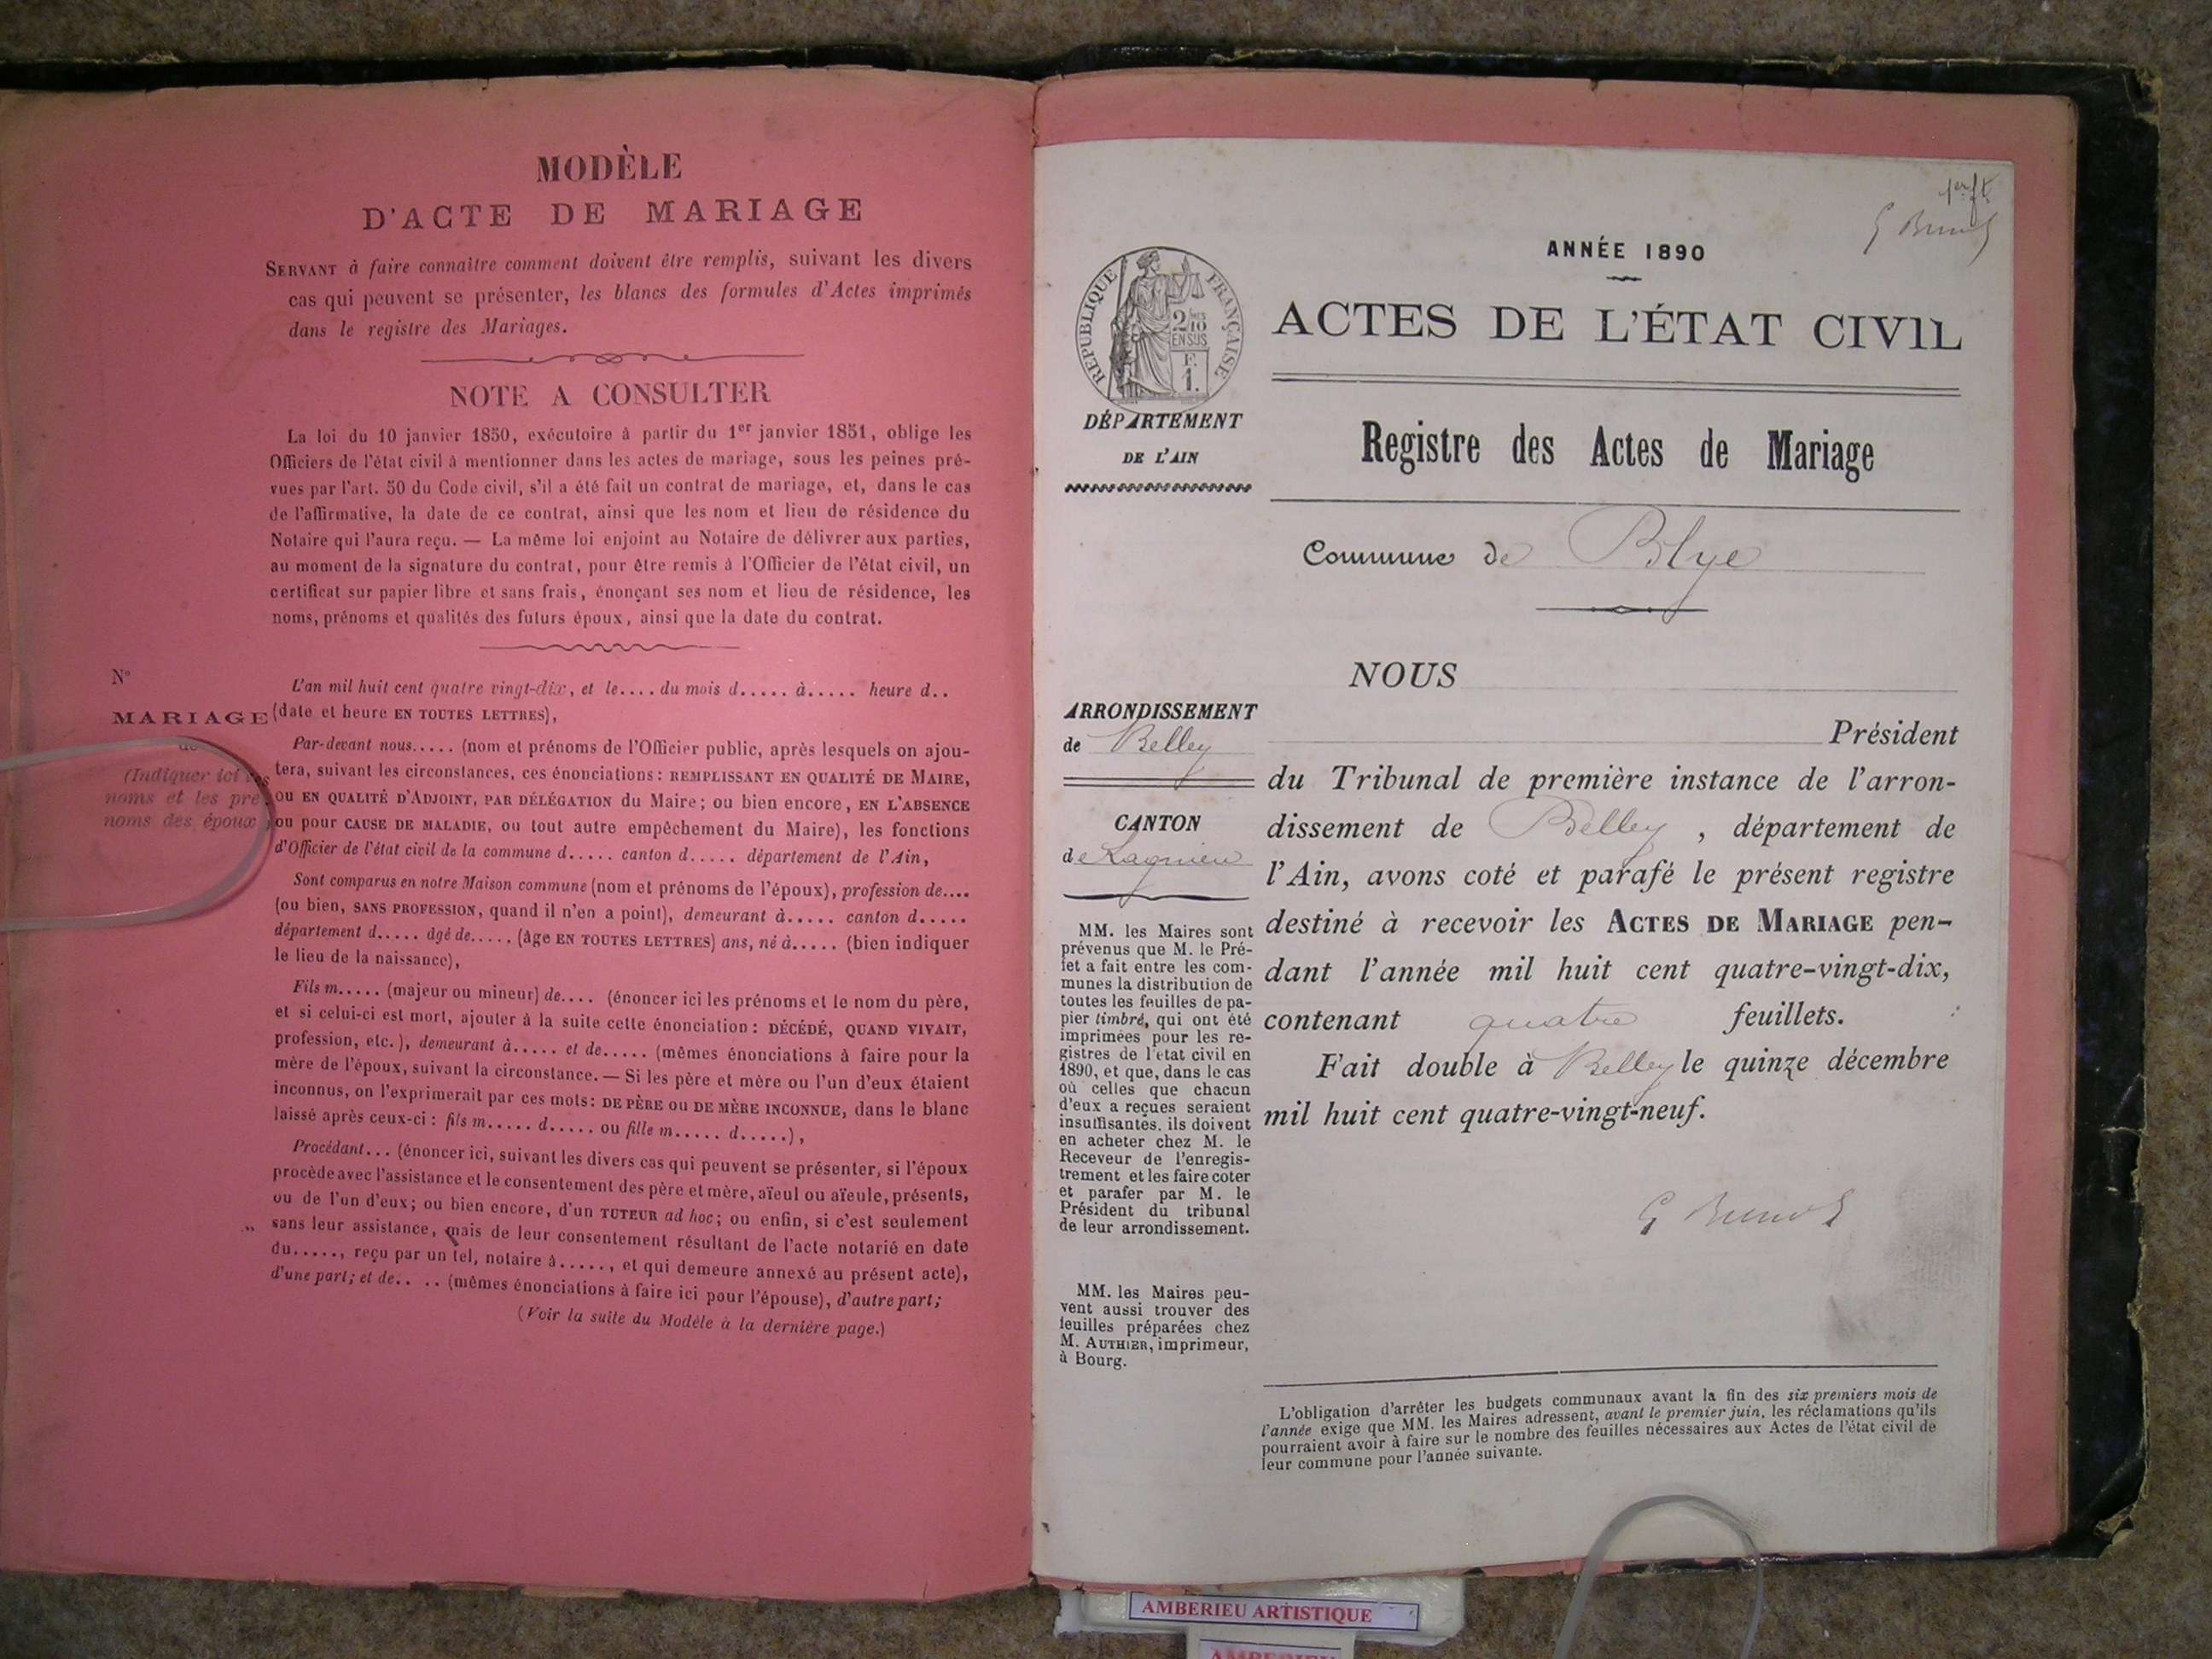 MODÈLE
D'ACTE DE MARIAGE
SERVANT à faire connaître comment doivent être remplis, suivant les divers
cas qui peuvent se présenter, les blancs des formules d'Actes imprimés
dans le registre des Mariages.
NOTE A CONSULTER
La loi du 10 janvier 1850, exécutoire à partir du 1er janvier 1851, oblige les
Officiers de l'état civil à mentionner dans les actes de mariage, sous les peines pré-
vues par l'art. 50 du Code civil, s'il a été fait un contrat de mariage, et, dans le cas
de l'affirmative, la date de ce contrat, ainsi que les nom et lieu de résidence du
Notaire qui l'aura reçu. — La même loi enjoint au Notaire de délivrer aux parties,
au moment de la signature du contrat, pour être remis à l'Officier de l'état civil, un
certificat sur papier libre et sans frais, énonçant ses nom et lieu de résidence, les
noms, prénoms et qualités des futurs époux, ainsi que la date du contrat.
N°
MARIAGE
de
(Indiquer ici les
noms et les pré-
noms des époux)
L'an mil huit cent quatre vingt-dix, et le.... du mois d..... à..... heure d..
(date et heure EN TOUTES LETTRES),
Par-devant nous..... (nom et prénoms de l'Officier public, après lesquels on ajou-
tera, suivant les circonstances, ces énonciations: REMPLISSANT EN QUALITÉ DE MAIRE,
OU EN QUALITÉ D'ADJOINT, PAR DÉLÉGATION du Maire; ou bien encore, EN L'ABSENCE
ou pour CAUSE DE MALADIE, ou tout autre empêchement du Maire), les fonctions
d'Officier de l'état civil de la commune d..... canton d..... département de l'Ain,
Sont comparus en notre Maison commune (nom et prénoms de l'époux), profession de....
(ou bien, SANS PROFESSION, quand il n'en a point), demeurant à..... canton d.....
département d..... âgé de..... (âge EN TOUTES LETTRES) ans, né à..... (bien indiquer
le lieu de la naissance),
Fils m..... (majeur ou mineur) de.... (énoncer ici les prénoms et le nom du père,
et si celui-ci est mort, ajouter à la suite cette énonciation: DÉCÉDÉ, QUAND VIVAIT,
profession, etc.), demeurant à..... et de..... (mêmes énonciations à faire pour la
mère de l'époux, suivant la circonstance. — Si les père et mère ou l'un d'eux étaient
inconnus, on l'exprimerait par ces mots: DE PÈRE OU DE MÈRE INCONNUE, dans le blanc
laissé après ceux-ci: fils m..... d..... ou fille m..... d.....),
Procédant... (énoncer ici, suivant les divers cas qui peuvent se présenter, si l'époux
procède avec l'assistance et le consentement des père et mère, aïeul ou aïeule, présents,
ou de l'un d'eux; ou bien encore, d'un TUTEUR ad hoc; ou enfin, si c'est seulement
sans leur assistance, mais de leur consentement résultant de l'acte notarié en date
du....., reçu par un tel, notaire à....., et qui demeure annexé au présent acte),
d'une part; et de.. .. (mêmes énonciations à faire ici pour l'épouse), d'autre part;
(Voir la suite du Modèle à la dernière page.)
1er ft
ANNÉE 1890
RÉPUBLIQUE FRANÇAISE
2/10
EN SUS
F.
1.
ACTES DE L'ÉTAT CIVIL
DÉPARTEMENT
DE L'AIN
Registre des Actes de Mariage
Commune de Blye
ARRONDISSEMENT
de Belley
CANTON
de Lagnieu
MM. les Maires sont
prévenus que M. le Pré-
fet a fait entre les com-
munes la distribution de
toutes les feuilles de pa-
pier timbré, qui ont été
imprimées pour les re-
gistres de l'état civil en
1890, et que, dans le cas
où celles que chacun
d'eux a reçues seraient
insuffisantes, ils doivent
en acheter chez M. le
Receveur de l'enregis-
trement et les faire coter
et parafer par M. le
Président du tribunal
de leur arrondissement.
MM. les Maires peu-
vent aussi trouver des
feuilles préparées chez
M. AUTHIER, imprimeur,
à Bourg.
NOUS
Président
du Tribunal de première instance de l'arron-
dissement de Belley, département de
l'Ain, avons coté et parafé le présent registre
destiné à recevoir les ACTES DE MARIAGE pen-
dant l'année mil huit cent quatre-vingt-dix,
contenant quatre feuillets.
Fait double à Belley le quinze décembre
mil huit cent quatre-vingt-neuf.
L'obligation d'arrêter les budgets communaux avant la fin des six premiers mois de
l'année exige que MM. les Maires adressent, avant le premier juin, les réclamations qu'ils
pourraient avoir à faire sur le nombre des feuilles nécessaires aux Actes de l'état civil de
leur commune pour l'année suivante.
AMBERIEU ARTISTIQUE
AMBERIEU